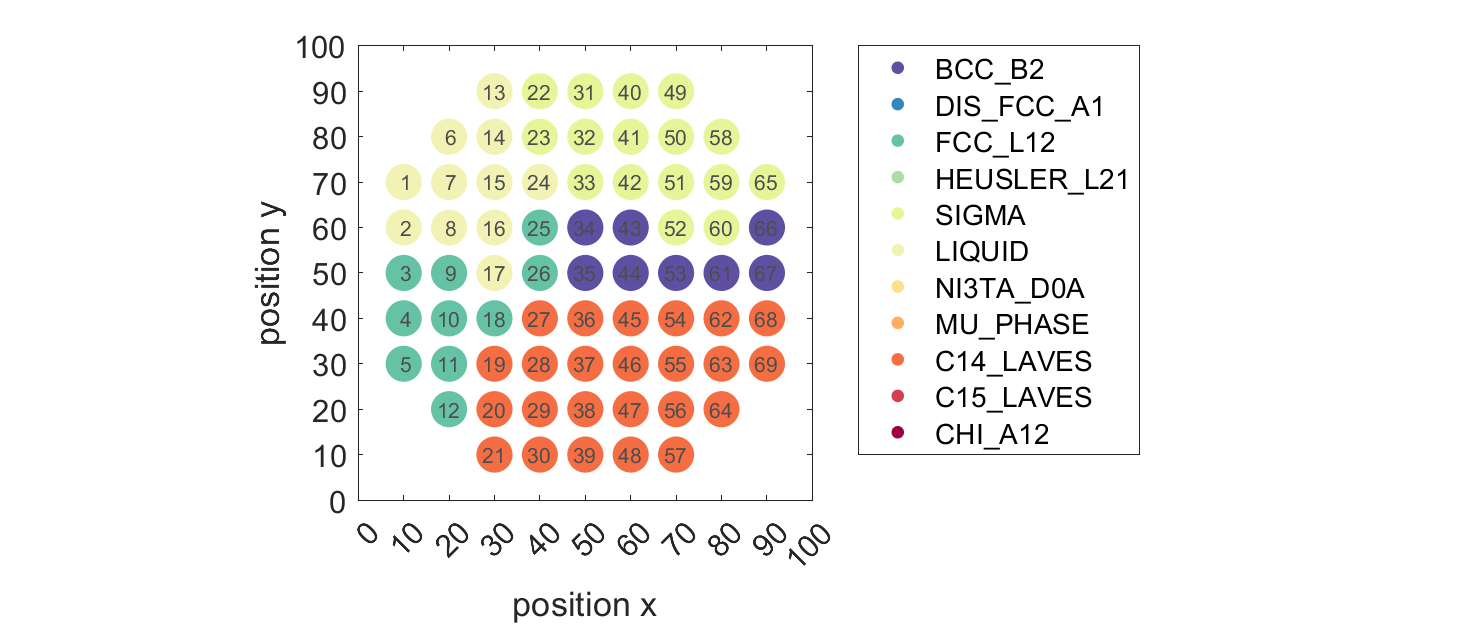 100
90 13 22 31 40 49
80 6 14 23 32 41 50 58
70 1 7 15 24 33 42 51 59 65
60 2 8 16 25 34 43 52 60 66
50 3 9 17 26 35 44 53 61 67
40 4 10 18 27 36 45 54 62 68
30 5 11 19 28 37 46 55 63 69
20 12 20 29 38 47 56 64
10 21 30 39 48 57
0
0 10 20 30 40 50 60 70 80 90 100
position x
position y
BCC_B2
DIS_FCC_A1
FCC_L12
HEUSLER_L21
SIGMA
LIQUID
NI3TA_D0A
MU_PHASE
C14_LAVES
C15_LAVES
CHI_A12